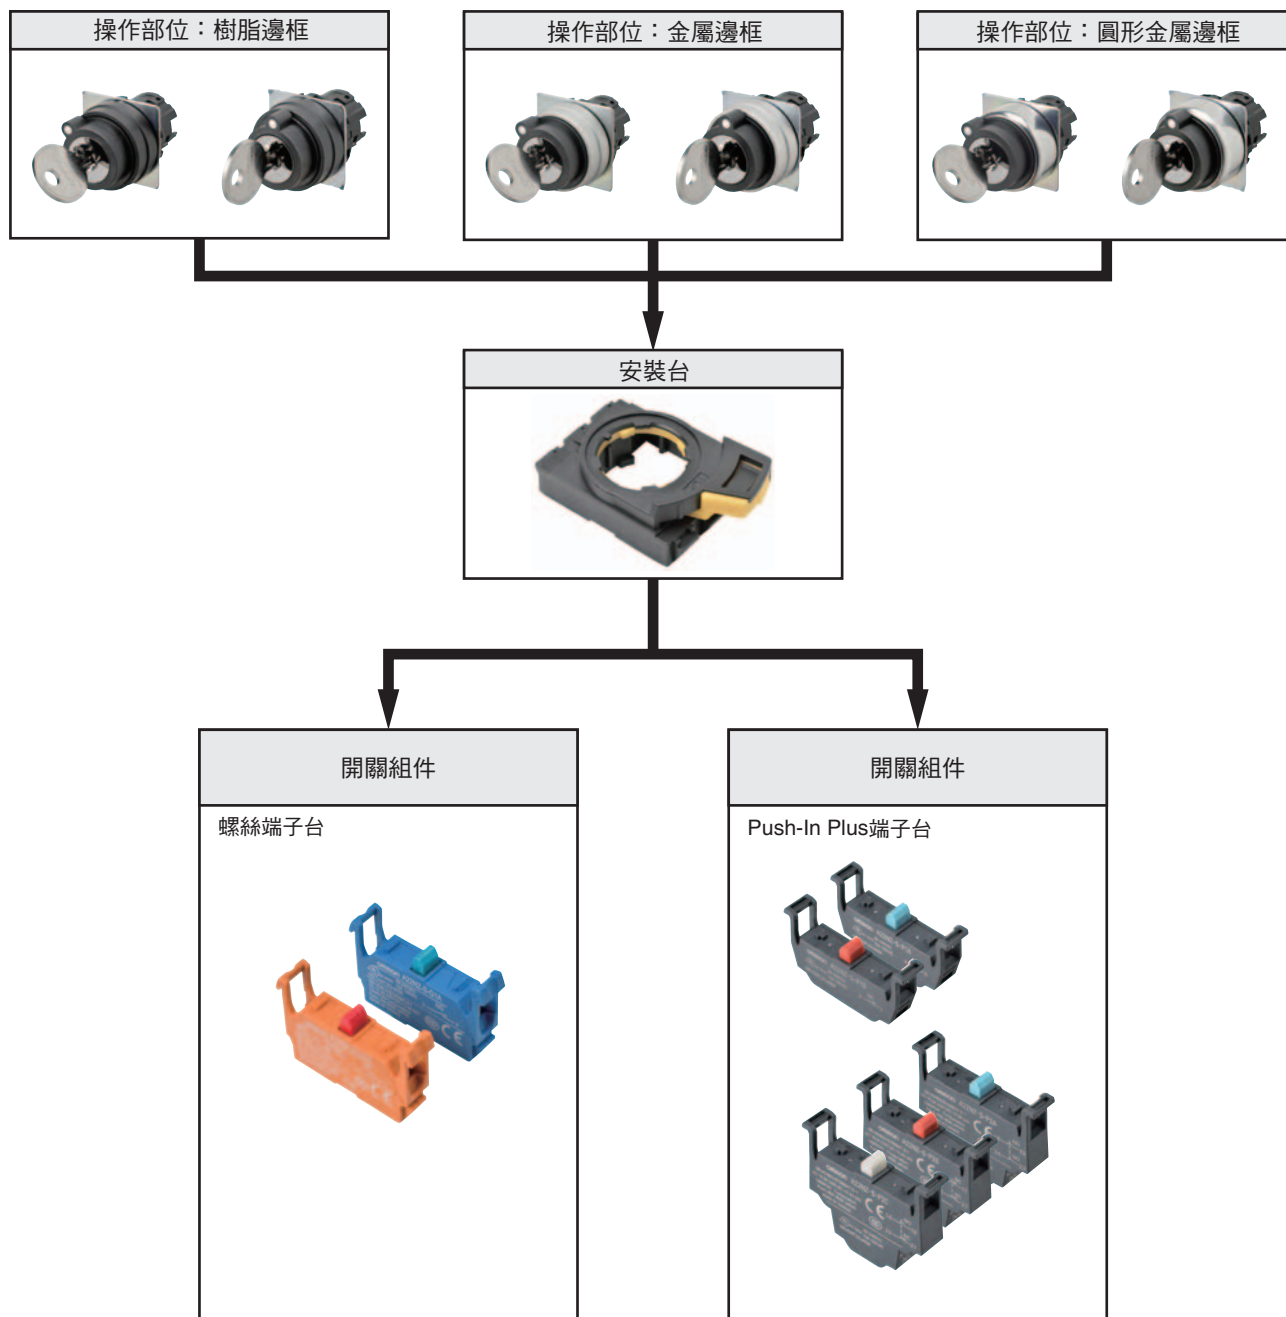 操作部位：樹脂邊框
操作部位：金屬邊框
操作部位：圓形金屬邊框
安裝台
開關組件
開關組件
螺絲端子台
Push-In Plus端子台